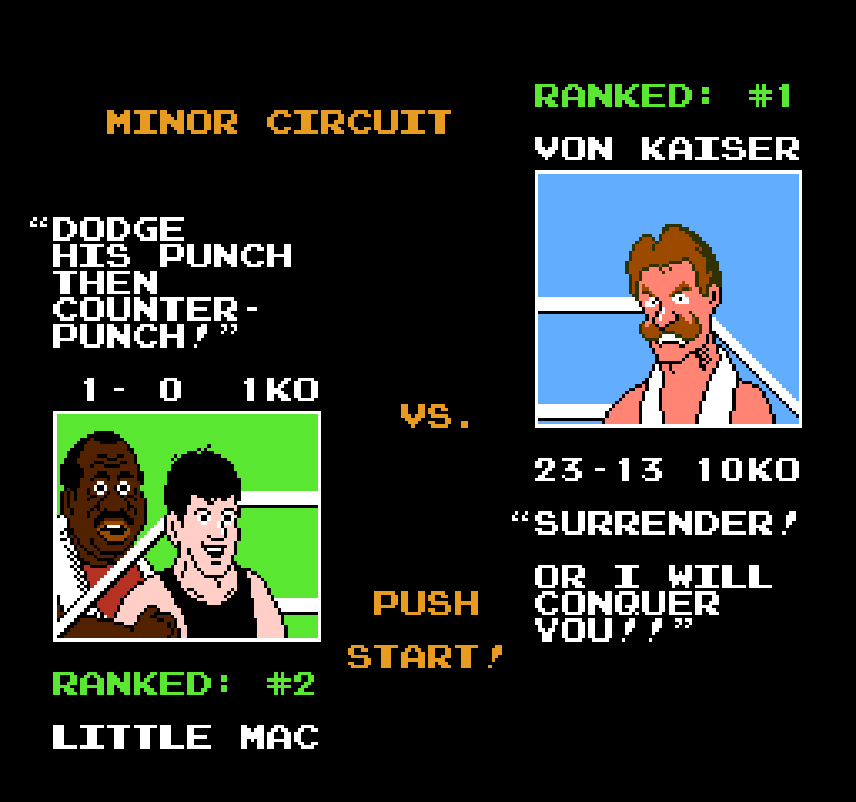 MINOR CIRCUIT
RANKED: #1
VON KAISER
“DODGE
HIS PUNCH
THEN
COUNTER-
PUNCH!”
1- 0 1KO
VS.
23-13 10KO
“SURRENDER!
OR I WILL
CONQUER
YOU!!”
PUSH
START!
RANKED: #2
LITTLE MAC